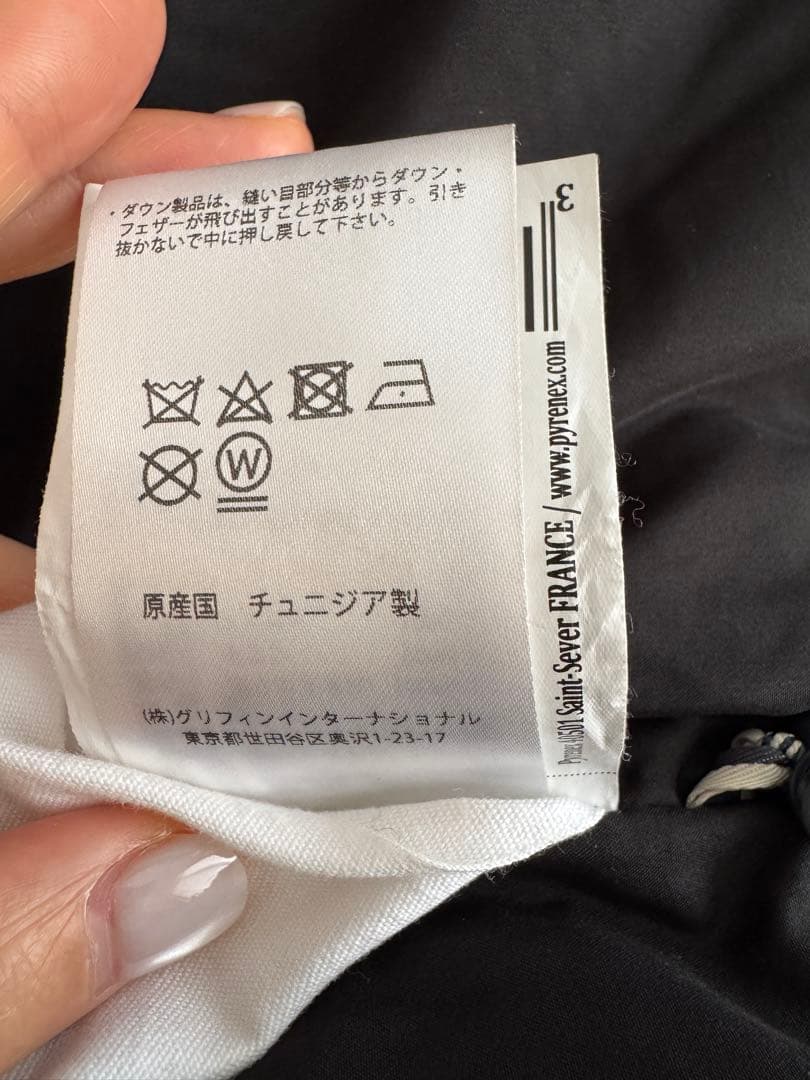 ・ダウン製品は、縫い目部分等からダウン・
フェザーが飛び出すことがあります。引き
抜かないで中に押し戻して下さい。
W
原産国 チュニジア製
(株)グリフィンインターナショナル
東京都世田谷区奥沢1-23-17
3
Pyrenex 40501 Saint-Sever FRANCE / www.pyrenex.com